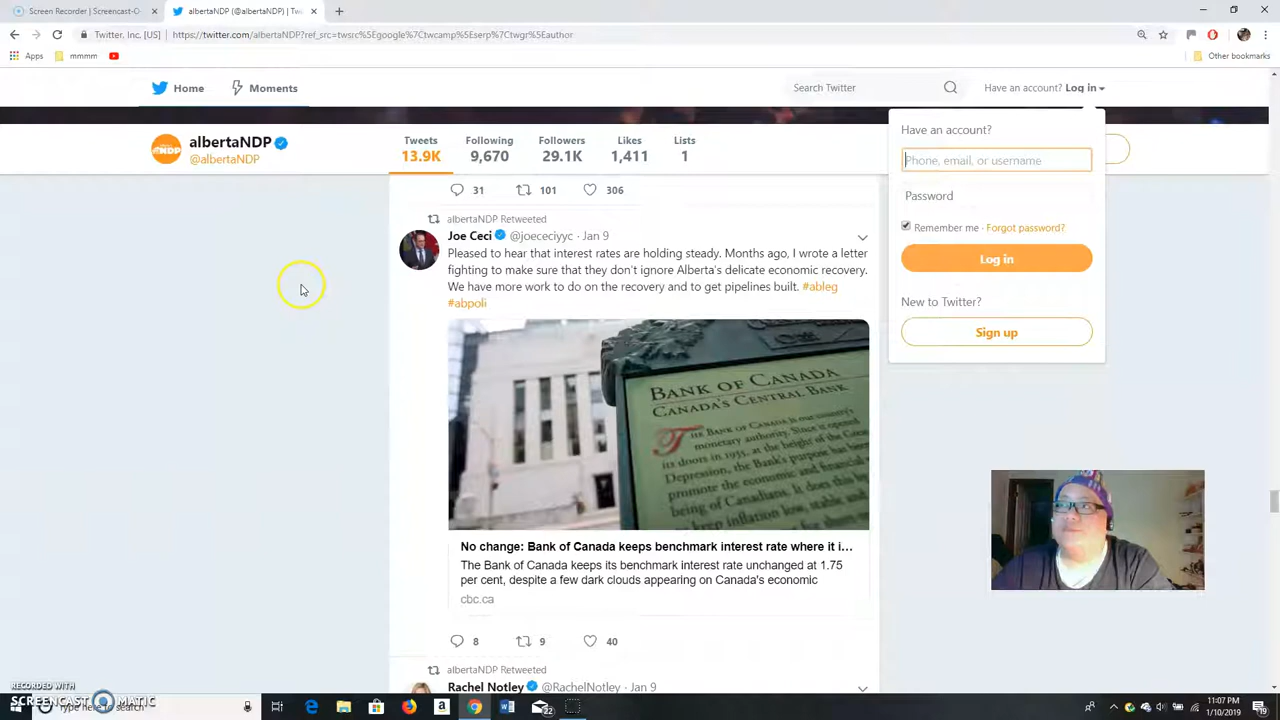 Screen Recorder | Screencast-O
albertaNDP (@albertaNDP) | Tw
Twitter, Inc. [US]
https://twitter.com/albertaNDP?ref_src=twsrc%5Egoogle%7Ctwcamp%5Eserp%7Ctwgr%5Eauthor
Apps
mmmm
Other bookmarks
Home
Moments
Search Twitter
Have an account? Log in
albertaNDP
@albertaNDP
Tweets
13.9K
Following
9,670
Followers
29.1K
Likes
1,411
Lists
1
Have an account?
Phone, email, or username
Password
Remember me · Forgot password?
Log in
New to Twitter?
Sign up
31
101
306
albertaNDP Retweeted
Joe Ceci @joececiyyc · Jan 9
Pleased to hear that interest rates are holding steady. Months ago, I wrote a letter
fighting to make sure that they don't ignore Alberta's delicate economic recovery.
We have more work to do on the recovery and to get pipelines built. #ableg
#abpoli
BANK OF CANADA
CANADA'S CENTRAL BANK
No change: Bank of Canada keeps benchmark interest rate where it i...
The Bank of Canada keeps its benchmark interest rate unchanged at 1.75
per cent, despite a few dark clouds appearing on Canada's economic
cbc.ca
8
9
40
albertaNDP Retweeted
Rachel Notley @RachelNotley · Jan 9
RECORDED WITH
SCREENCAST MATIC
Type here to search
22
11:07 PM
1/10/2019
19